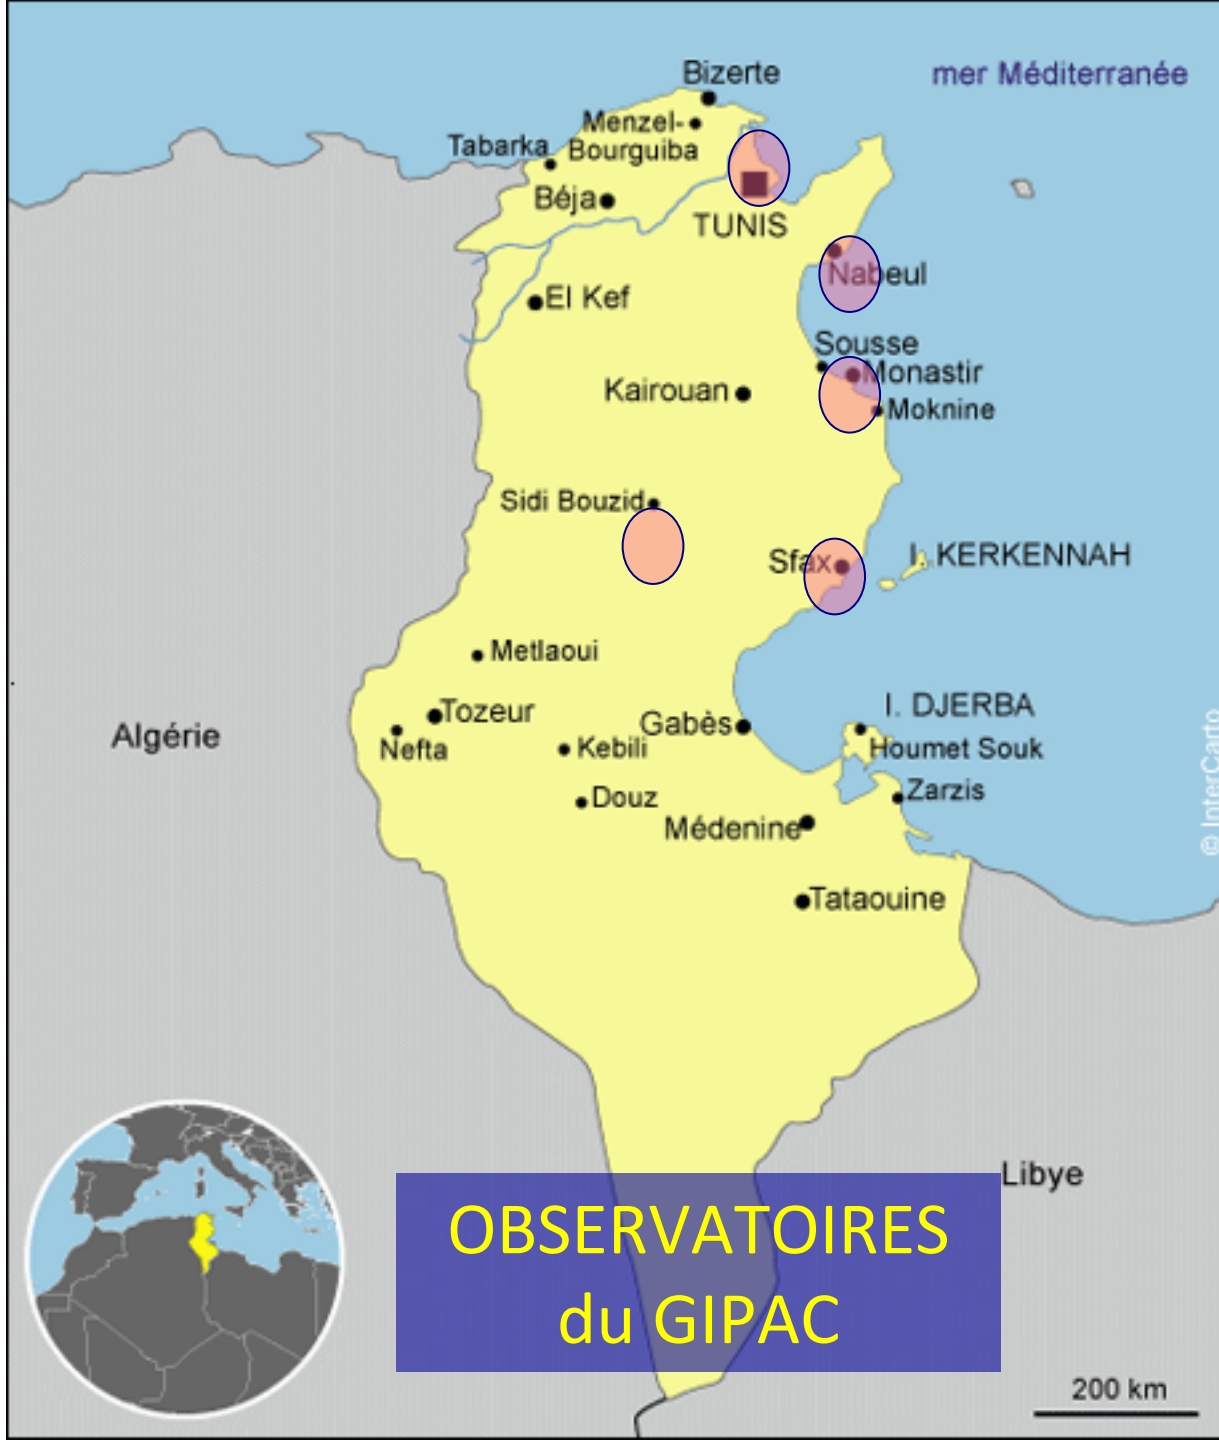 Bizerte
mer Méditerranée
Menzel-
Bourguiba
Tabarka
Béja
TUNIS
Nabeul
El Kef
Sousse
Monastir
Kairouan
Moknine
Sidi Bouzid
Sfax
I. KERKENNAH
Metlaoui
I. DJERBA
Tozeur
Gabès
Algérie
Nefta
Kebili
Houmet Souk
Zarzis
Douz
Médenine
© InterCarto
Tataouine
Libye
OBSERVATOIRES
du GIPAC
200 km